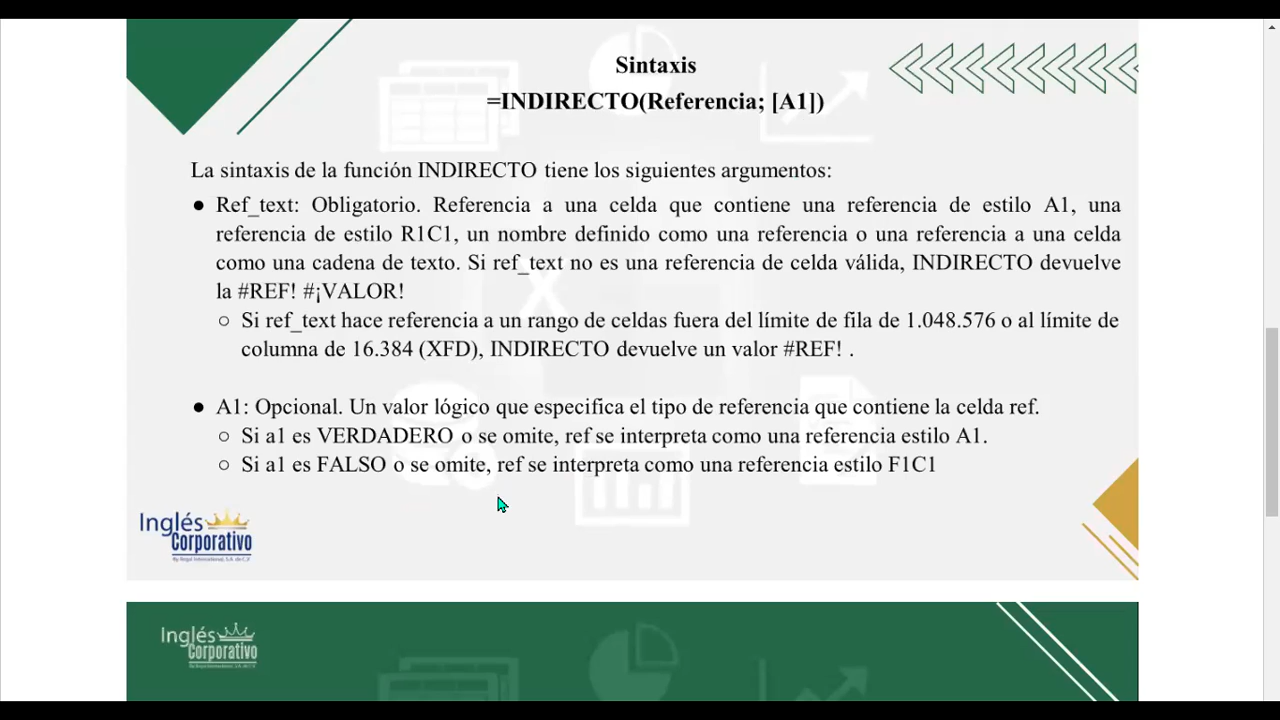 Sintaxis
=INDIRECTO(Referencia; [A1])
La sintaxis de la función INDIRECTO tiene los siguientes argumentos:
● Ref_text: Obligatorio. Referencia a una celda que contiene una referencia de estilo A1, una
referencia de estilo R1C1, un nombre definido como una referencia o una referencia a una celda
como una cadena de texto. Si ref_text no es una referencia de celda válida, INDIRECTO devuelve
la #REF! #¡VALOR!
○ Si ref_text hace referencia a un rango de celdas fuera del límite de fila de 1.048.576 o al límite de
columna de 16.384 (XFD), INDIRECTO devuelve un valor #REF! .
● A1: Opcional. Un valor lógico que especifica el tipo de referencia que contiene la celda ref.
○ Si a1 es VERDADERO o se omite, ref se interpreta como una referencia estilo A1.
○ Si a1 es FALSO o se omite, ref se interpreta como una referencia estilo F1C1
Inglés
Corporativo
Inglés
Corporativo